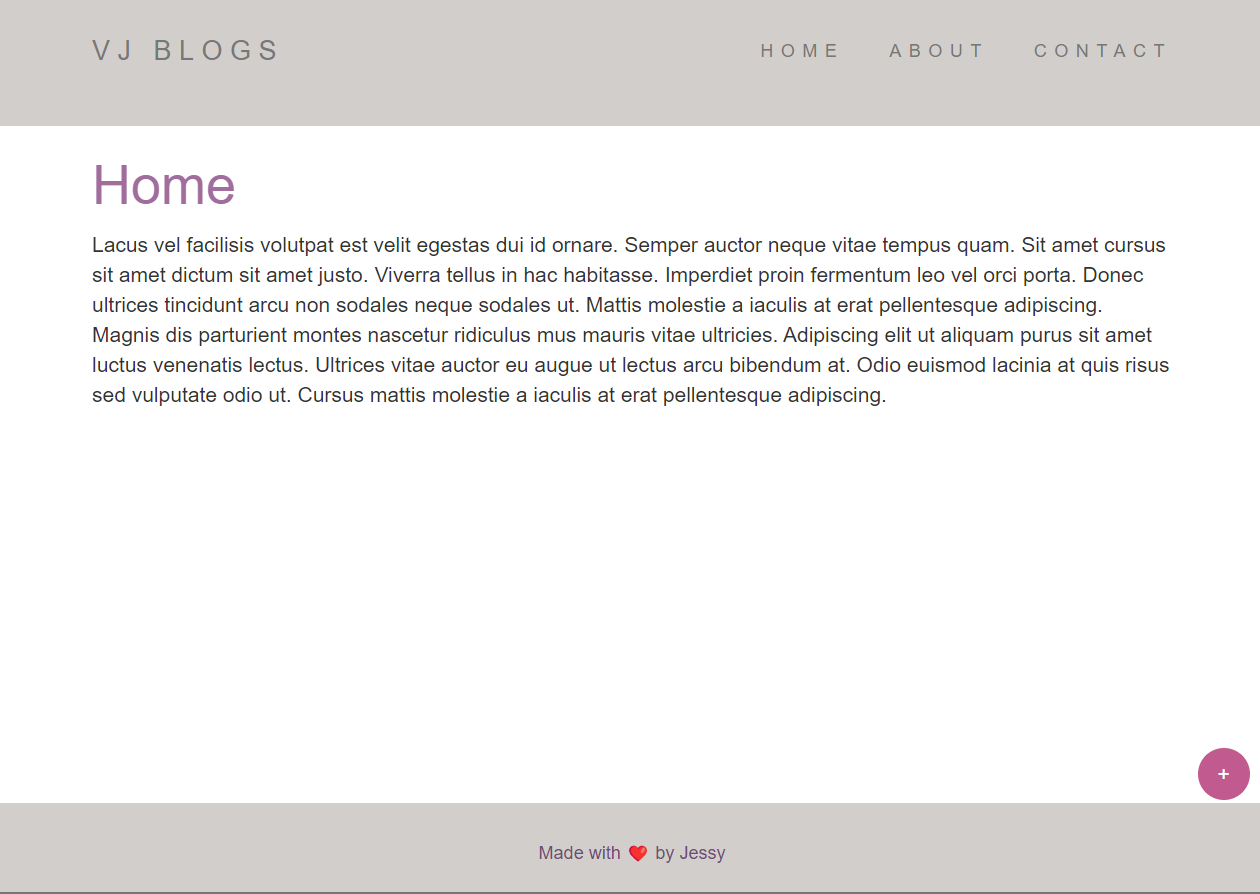 VJ BLOGS
HOME ABOUT CONTACT
Home
Lacus vel facilisis volutpat est velit egestas dui id ornare. Semper auctor neque vitae tempus quam. Sit amet cursus
sit amet dictum sit amet justo. Viverra tellus in hac habitasse. Imperdiet proin fermentum leo vel orci porta. Donec
ultrices tincidunt arcu non sodales neque sodales ut. Mattis molestie a iaculis at erat pellentesque adipiscing.
Magnis dis parturient montes nascetur ridiculus mus mauris vitae ultricies. Adipiscing elit ut aliquam purus sit amet
luctus venenatis lectus. Ultrices vitae auctor eu augue ut lectus arcu bibendum at. Odio euismod lacinia at quis risus
sed vulputate odio ut. Cursus mattis molestie a iaculis at erat pellentesque adipiscing.
+
Made with ❤️ by Jessy